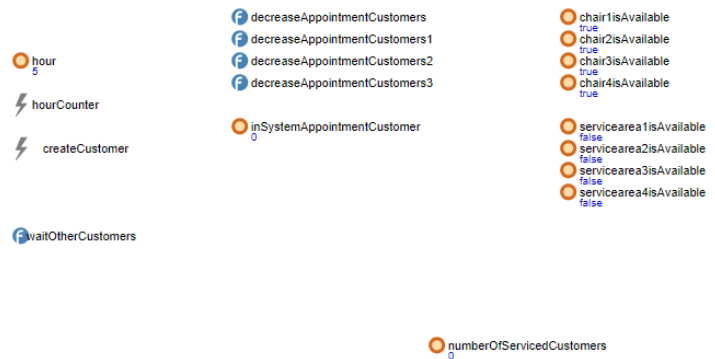 decreaseAppointmentCustomers
decreaseAppointmentCustomers1
decreaseAppointmentCustomers2
decreaseAppointmentCustomers3
inSystemAppointmentCustomer
0
hour
5
hourCounter
createCustomer
F
waitOtherCustomers
chair1isAvailable
true
chair2isAvailable
true
chair3isAvailable
true
chair4isAvailable
true
servicearea1isAvailable
false
servicearea2isAvailable
false
servicearea3isAvailable
false
servicearea4isAvailable
false
numberOfServicedCustomers
0